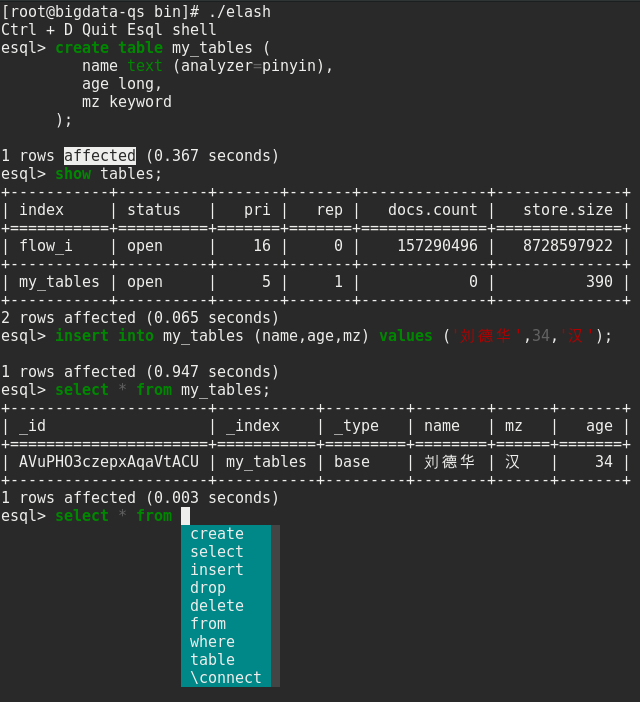 [root@bigdata-qs bin]# ./elash
Ctrl + D Quit Esql shell
esql> create table my_tables (
         name text (analyzer=pinyin),
         age long,
         mz keyword
      );

1 rows affected (0.367 seconds)
esql> show tables;
+-----------+----------+-------+-------+--------------+--------------+
| index     | status   |   pri |   rep |   docs.count |   store.size |
+===========+==========+=======+=======+==============+==============+
| flow_i    | open     |    16 |     0 |    157290496 |   8728597922 |
+-----------+----------+-------+-------+--------------+--------------+
| my_tables | open     |     5 |     1 |            0 |          390 |
+-----------+----------+-------+-------+--------------+--------------+
2 rows affected (0.065 seconds)
esql> insert into my_tables (name,age,mz) values ('刘德华',34,'汉');

1 rows affected (0.947 seconds)
esql> select * from my_tables;
+----------------------+-----------+---------+--------+------+-------+
| _id                  | _index    | _type   | name   | mz   |   age |
+======================+===========+=========+========+======+=======+
| AVuPHO3czepxAqaVtACU | my_tables | base    | 刘德华 | 汉   |    34 |
+----------------------+-----------+---------+--------+------+-------+
1 rows affected (0.003 seconds)
esql> select * from
create
select
insert
drop
delete
from
where
table
\connect